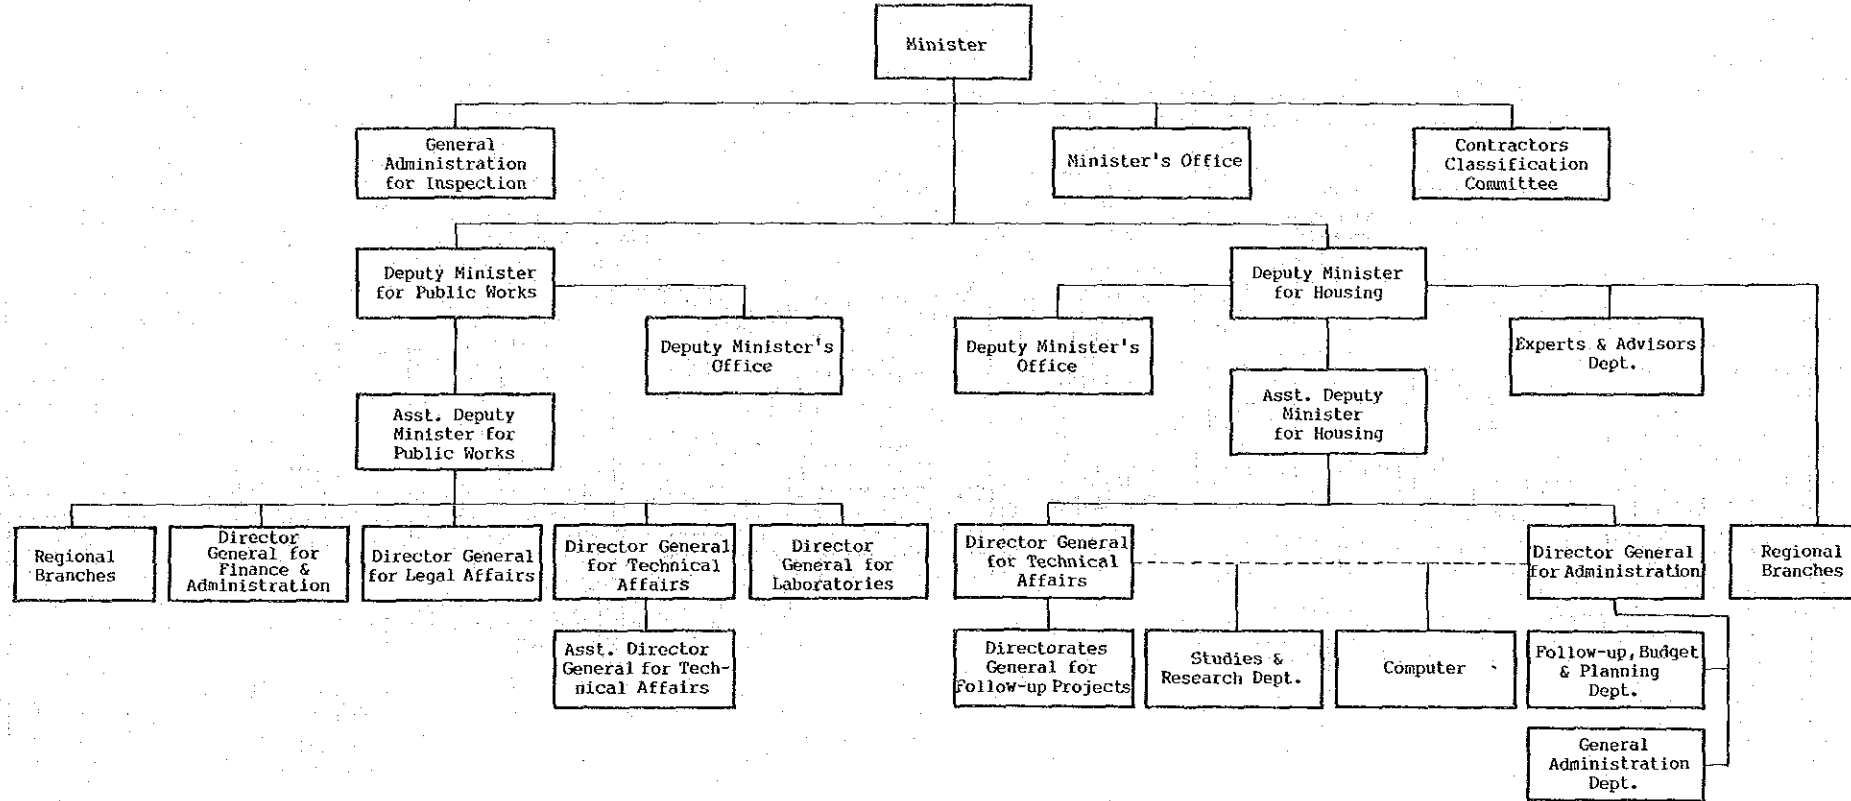 Minister
General
Administration
for Inspection
Minister's Office
Contractors
Classification
Committee
Deputy Minister
for Public Works
Deputy Minister
for Housing
Deputy Minister's
Office
Deputy Minister's
Office
Experts & Advisors
Dept.
Asst. Deputy
Minister for
Public Works
Asst. Deputy
Minister
for Housing
Regional
Branches
Director
General for
Finance &
Administration
Director General
for Legal Affairs
Director General
for Technical
Affairs
Director
General for
Laboratories
Director General
for Technical
Affairs
Director General
for Administration
Regional
Branches
Asst. Director
General for Tech-
nical Affairs
Directorates
General for
Follow-up Projects
Studies &
Research Dept.
Computer
Follow-up, Budget
& Planning
Dept.
General
Administration
Dept.